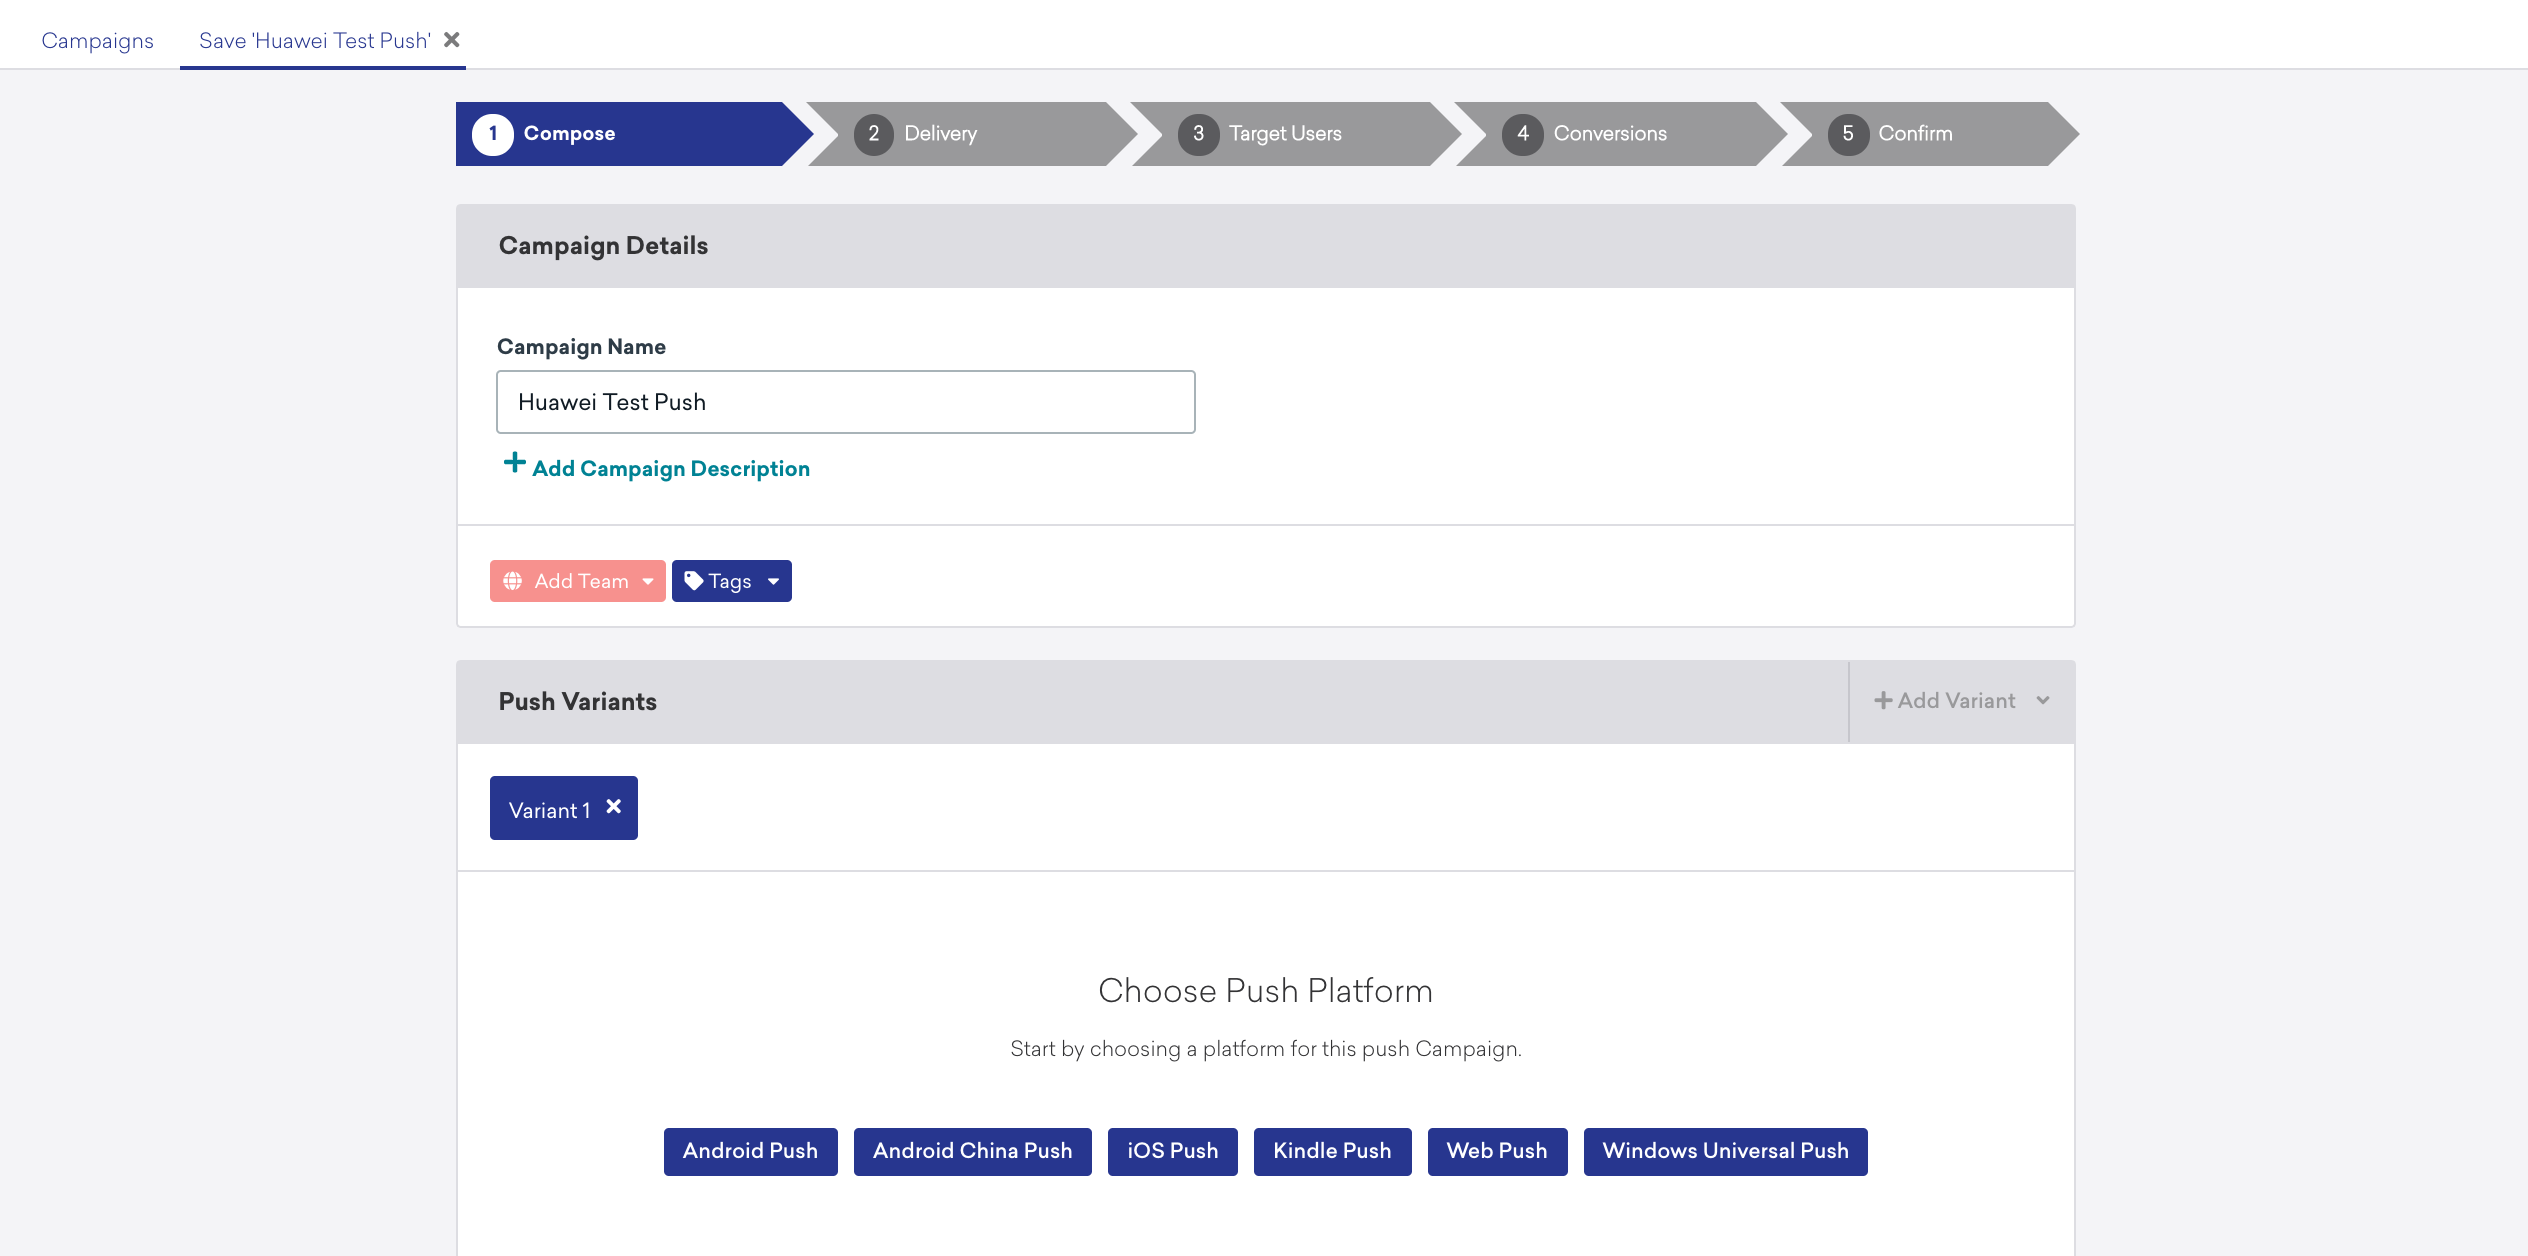 Campaigns Save 'Huawei Test Push'
1 Compose 2 Delivery 3 Target Users 4 Conversions 5 Confirm
Campaign Details
Campaign Name
Huawei Test Push
Add Campaign Description
Add Team Tags
Push Variants Add Variant
Variant 1
Choose Push Platform
Start by choosing a platform for this push Campaign.
Android Push Android China Push iOS Push Kindle Push Web Push Windows Universal Push